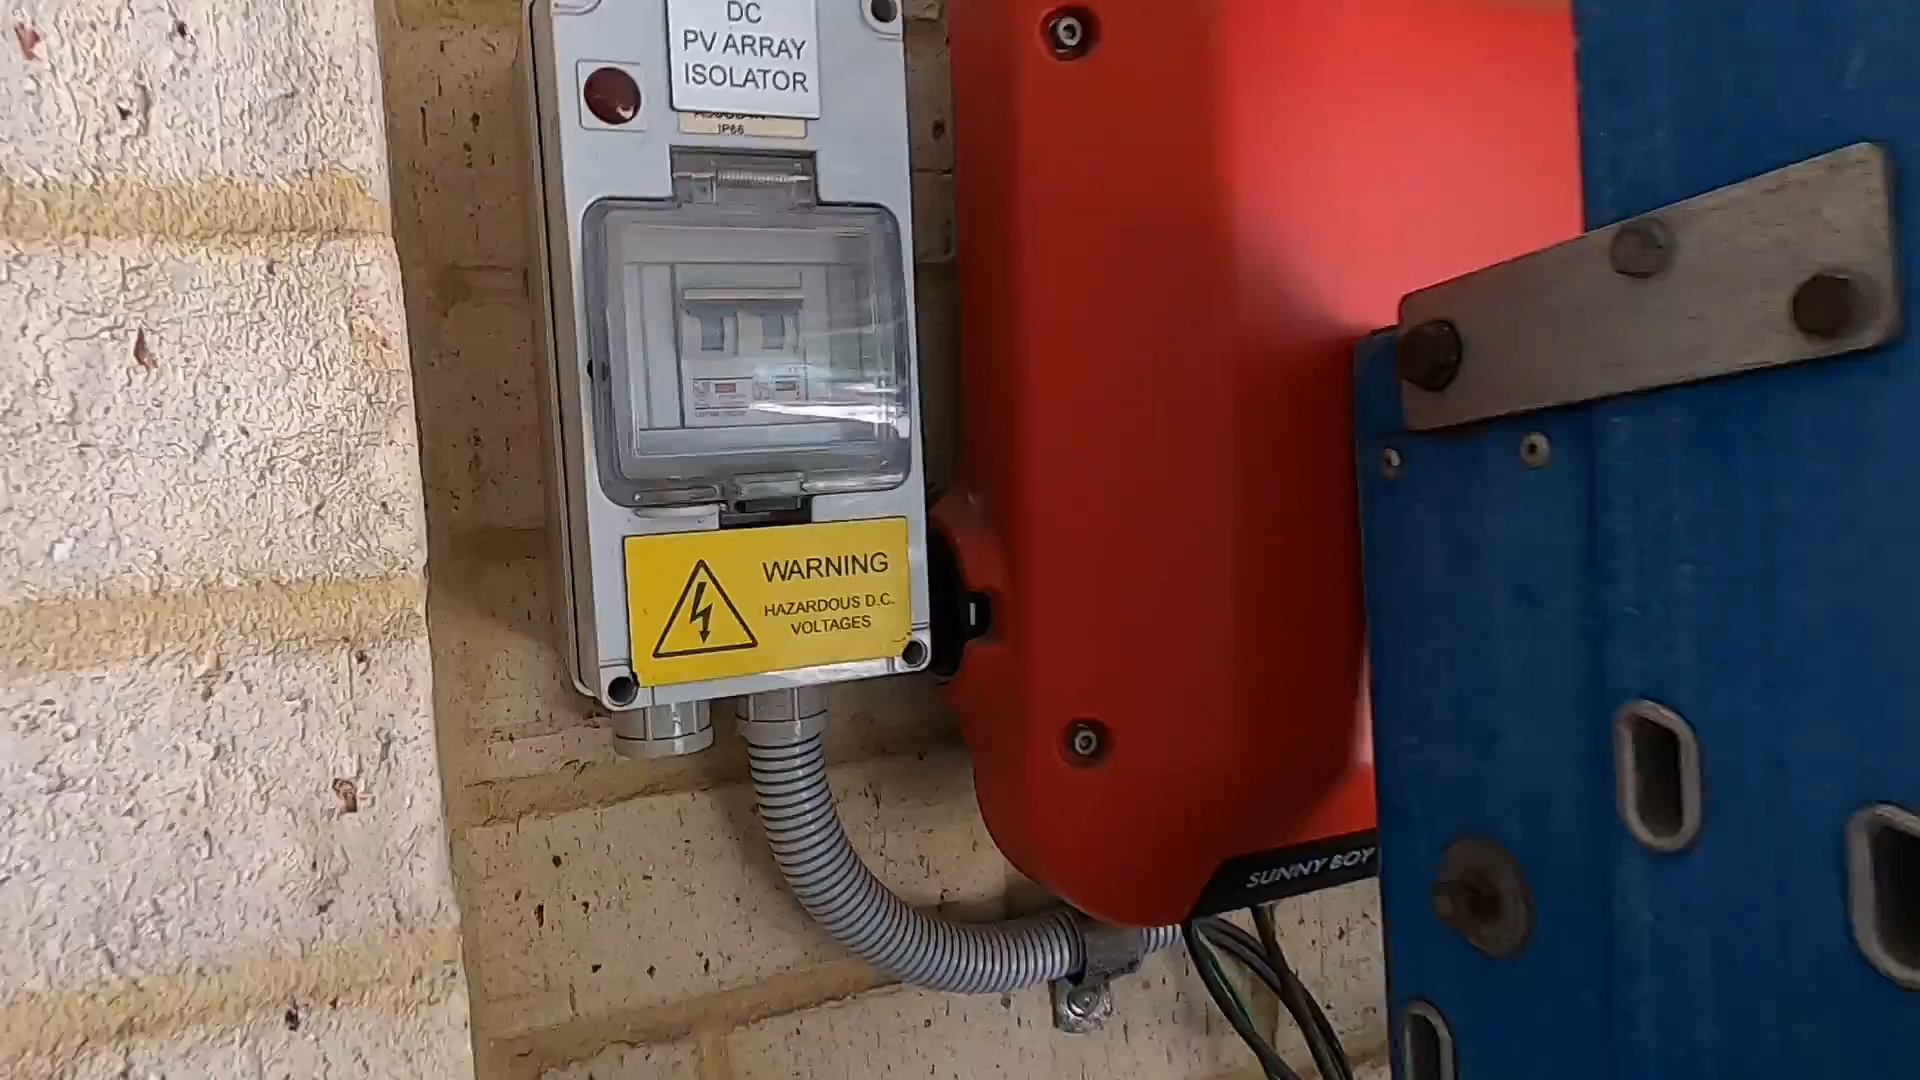 DC
PV ARRAY
ISOLATOR
IP66
WARNING
HAZARDOUS D.C.
VOLTAGES
SUNNY BOY